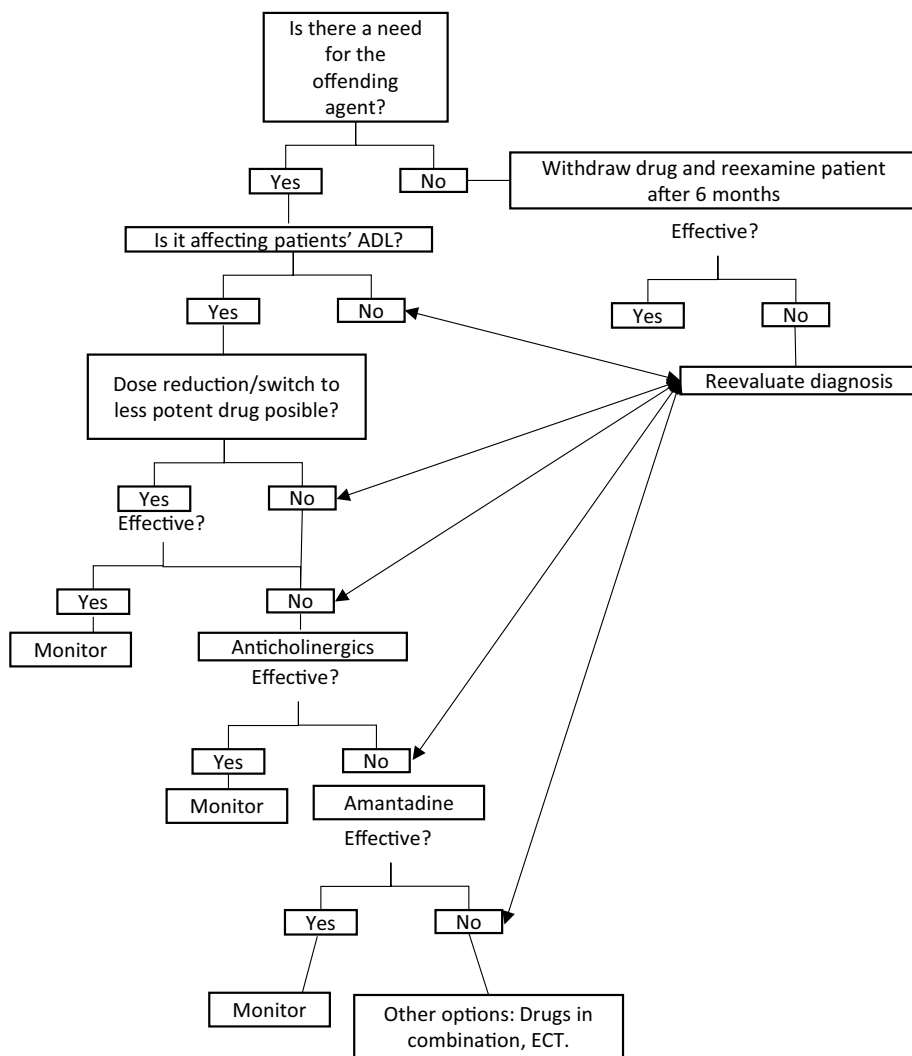 Is there a need
for the
offending
agent?
Yes
No
Withdraw drug and reexamine patient
after 6 months
Is it affecting patients’ ADL?
Effective?
Yes
No
Yes
No
Dose reduction/switch to
less potent drug posible?
Reevaluate diagnosis
Yes
No
Effective?
Yes
No
Monitor
Anticholinergics
Effective?
Yes
No
Monitor
Amantadine
Effective?
Yes
No
Monitor
Other options: Drugs in
combination, ECT.